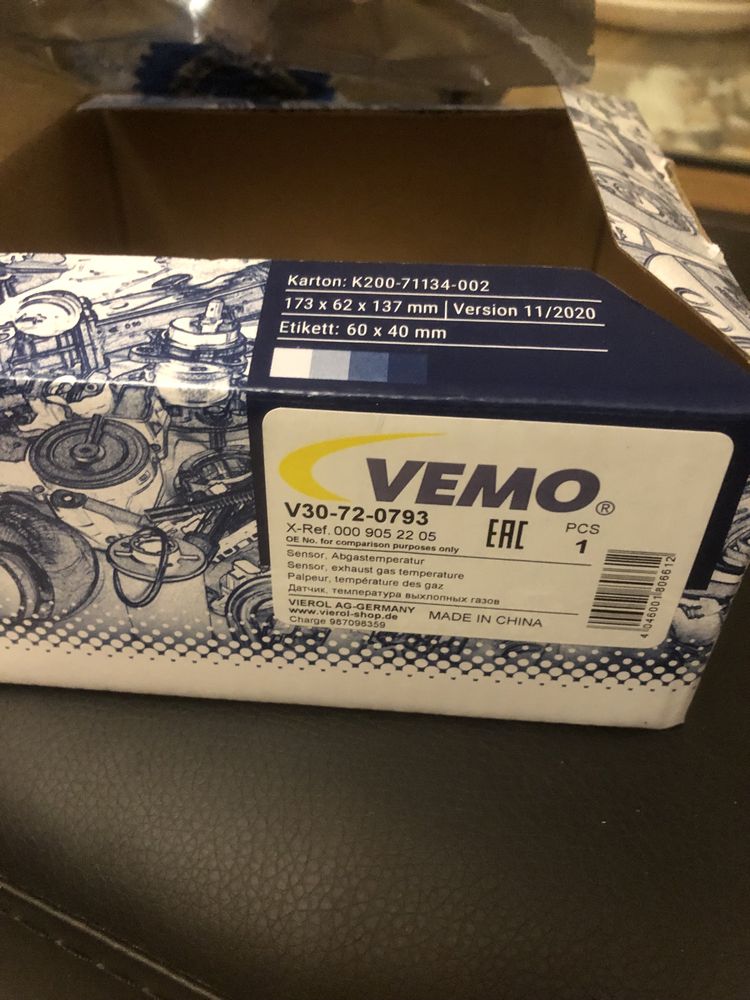 Karton: K200-71134-002
173 x 62 x 137 mm | Version 11/2020
Etikett: 60 x 40 mm
VEMO®
V30-72-0793
X-Ref. 000 905 22 05
OE No. for comparison purposes only
EAC
PCS
1
Sensor, Abgastemperatur
Sensor, exhaust gas temperature
Palpeur, température des gaz
Датчик, температура выхлопных газов
VIEROL AG-GERMANY
www.vierol-shop.de
MADE IN CHINA
Charge 987098359
4 046001 806612